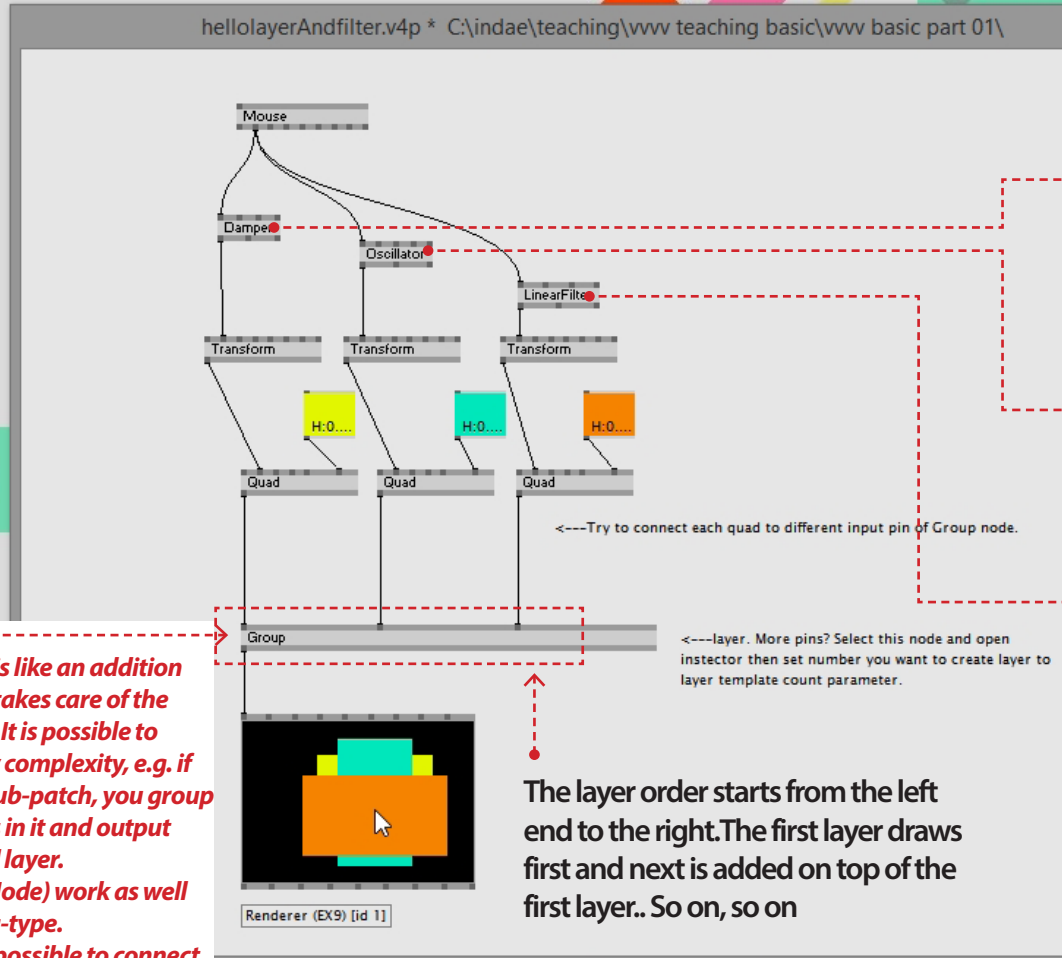 hellolayerAndfilter.v4p * C:\indae\teaching\vvvv teaching basic\vvvv basic part 01\
Mouse
Damper
Oscillator
LinearFilter
Transform
Transform
Transform
H:0....
H:0....
H:0....
Quad
Quad
Quad
<---Try to connect each quad to different input pin of Group node.
Group
<---layer. More pins? Select this node and open
instector then set number you want to create layer to
layer template count parameter.
like an addition
takes care of the
It is possible to
complexity, e.g. if
sub-patch, you group
in it and output
layer.
work as well
-type.
possible to connect
The layer order starts from the left
end to the right.The first layer draws
first and next is added on top of the
first layer.. So on, so on
Renderer (EX9) [id 1]